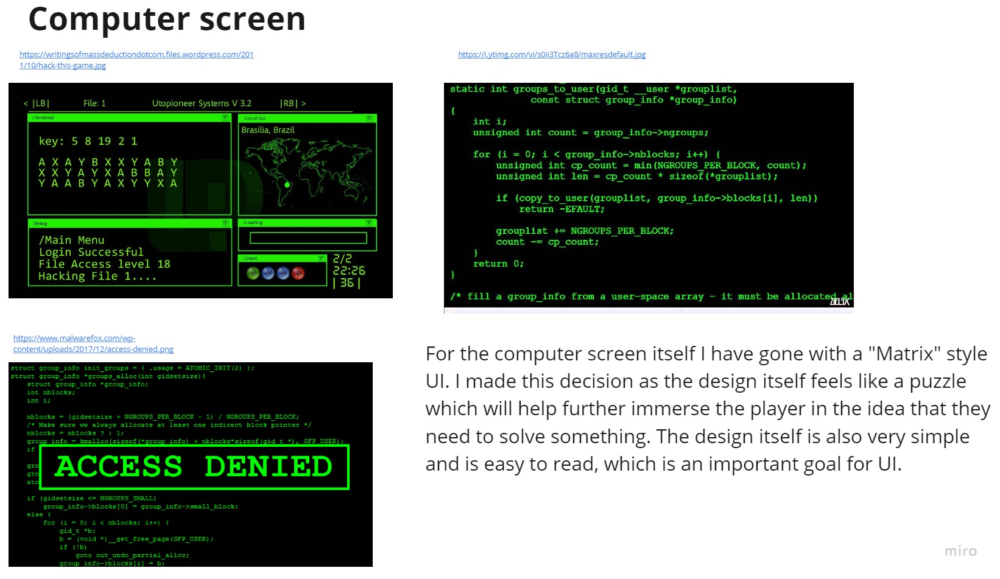 Computer screen
https://writingsofmassdeductiondotcom.files.wordpress.com/201
1/10/hack-this-game.jpg
< |LB| File: 1 Utopioneer Systems V 3.2 |RB| >
/Terminal X
key: 5 8 19 2 1
A X A Y B X X Y A B Y
X X Y A Y X A B B A Y
Y A A B Y A X Y Y X A
/Location X
Brasilia, Brazil
/Debug X
/Main Menu
Login Successful
File Access level 18
Hacking File 1....
/Loading X
/Input X
2/2
22:26
|36|
https://i.ytimg.com/vi/s0ii3Tcz6a8/maxresdefault.jpg
static int groups_to_user(gid_t __user *grouplist,
const struct group_info *group_info)
{
int i;
unsigned int count = group_info->ngroups;
for (i = 0; i < group_info->nblocks; i++) {
unsigned int cp_count = min(NGROUPS_PER_BLOCK, count);
unsigned int len = cp_count * sizeof(*grouplist);
if (copy_to_user(grouplist, group_info->blocks[i], len))
return -EFAULT;
grouplist += NGROUPS_PER_BLOCK;
count -= cp_count;
}
return 0;
}
/* fill a group_info from a user-space array - it must be allocated al
https://www.malwarefox.com/wp-
content/uploads/2017/12/access-denied.png
struct group_info init_groups = { .usage = ATOMIC_INIT(2) };
struct group_info *groups_alloc(int gidsetsize){
struct group_info *group_info;
int nblocks;
int i;
nblocks = (gidsetsize + NGROUPS_PER_BLOCK - 1) / NGROUPS_PER_BLOCK;
/* Make sure we always allocate at least one indirect block pointer */
nblocks = nblocks ? : 1;
group_info = kmalloc(sizeof(*group_info) + nblocks*sizeof(gid_t *), GFP_USER);
if
gro
gro
ato
ACCESS DENIED
if (gidsetsize <= NGROUPS_SMALL)
group_info->blocks[0] = group_info->small_block;
else {
for (i = 0; i < nblocks; i++) {
gid_t *b;
b = (void *)__get_free_page(GFP_USER);
if (!b)
goto out_undo_partial_alloc;
group_info->blocks[i] = b;
For the computer screen itself I have gone with a "Matrix" style
UI. I made this decision as the design itself feels like a puzzle
which will help further immerse the player in the idea that they
need to solve something. The design itself is also very simple
and is easy to read, which is an important goal for UI.
miro